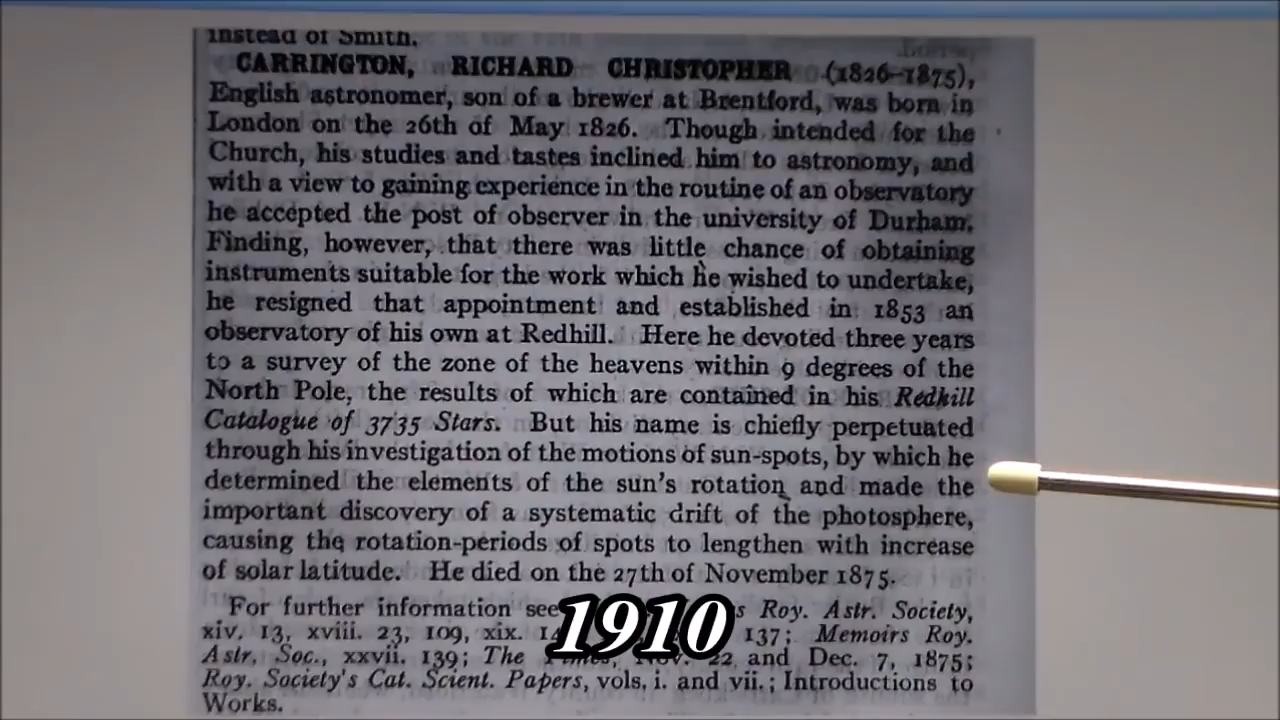 instead of Smith.
CARRINGTON, RICHARD CHRISTOPHER (1826-1875),
English astronomer, son of a brewer at Brentford, was born in
London on the 26th of May 1826. Though intended for the
Church, his studies and tastes inclined him to astronomy, and
with a view to gaining experience in the routine of an observatory
he accepted the post of observer in the university of Durham.
Finding, however, that there was little chance of obtaining
instruments suitable for the work which he wished to undertake,
he resigned that appointment and established in 1853 an
observatory of his own at Redhill. Here he devoted three years
to a survey of the zone of the heavens within 9 degrees of the
North Pole, the results of which are contained in his Redhill
Catalogue of 3735 Stars. But his name is chiefly perpetuated
through his investigation of the motions of sun-spots, by which he
determined the elements of the sun's rotation and made the
important discovery of a systematic drift of the photosphere,
causing the rotation-periods of spots to lengthen with increase
of solar latitude. He died on the 27th of November 1875.
For further information see Roy. Astr. Society,
xiv. 13, xviii. 23, 109, xix. 137; Memoirs Roy.
Astr. Soc., xxvii. 139; The Times, Nov. 22 and Dec. 7, 1875;
Roy. Society's Cat. Scient. Papers, vols. i. and vii.; Introductions to
Works.
1910